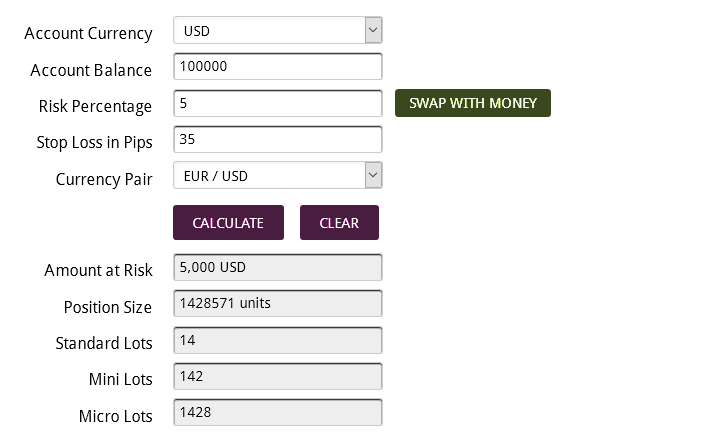 Account Currency USD
Account Balance 100000
Risk Percentage 5 SWAP WITH MONEY
Stop Loss in Pips 35
Currency Pair EUR / USD
CALCULATE CLEAR
Amount at Risk 5,000 USD
Position Size 1428571 units
Standard Lots 14
Mini Lots 142
Micro Lots 1428